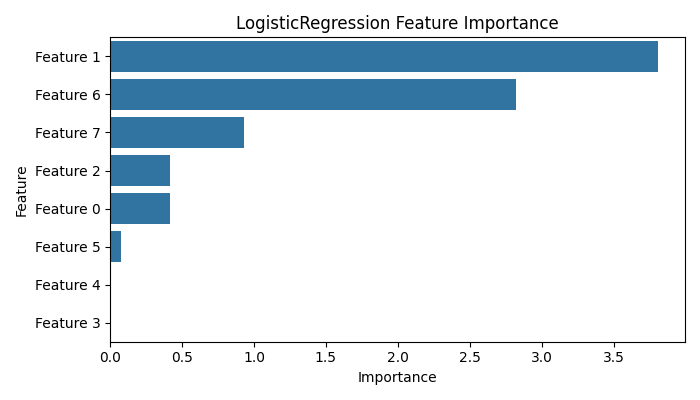 LogisticRegression Feature Importance
Feature 1
Feature 6
Feature 7
Feature 2
Feature 0
Feature 5
Feature 4
Feature 3
Feature
0.0 0.5 1.0 1.5 2.0 2.5 3.0 3.5
Importance